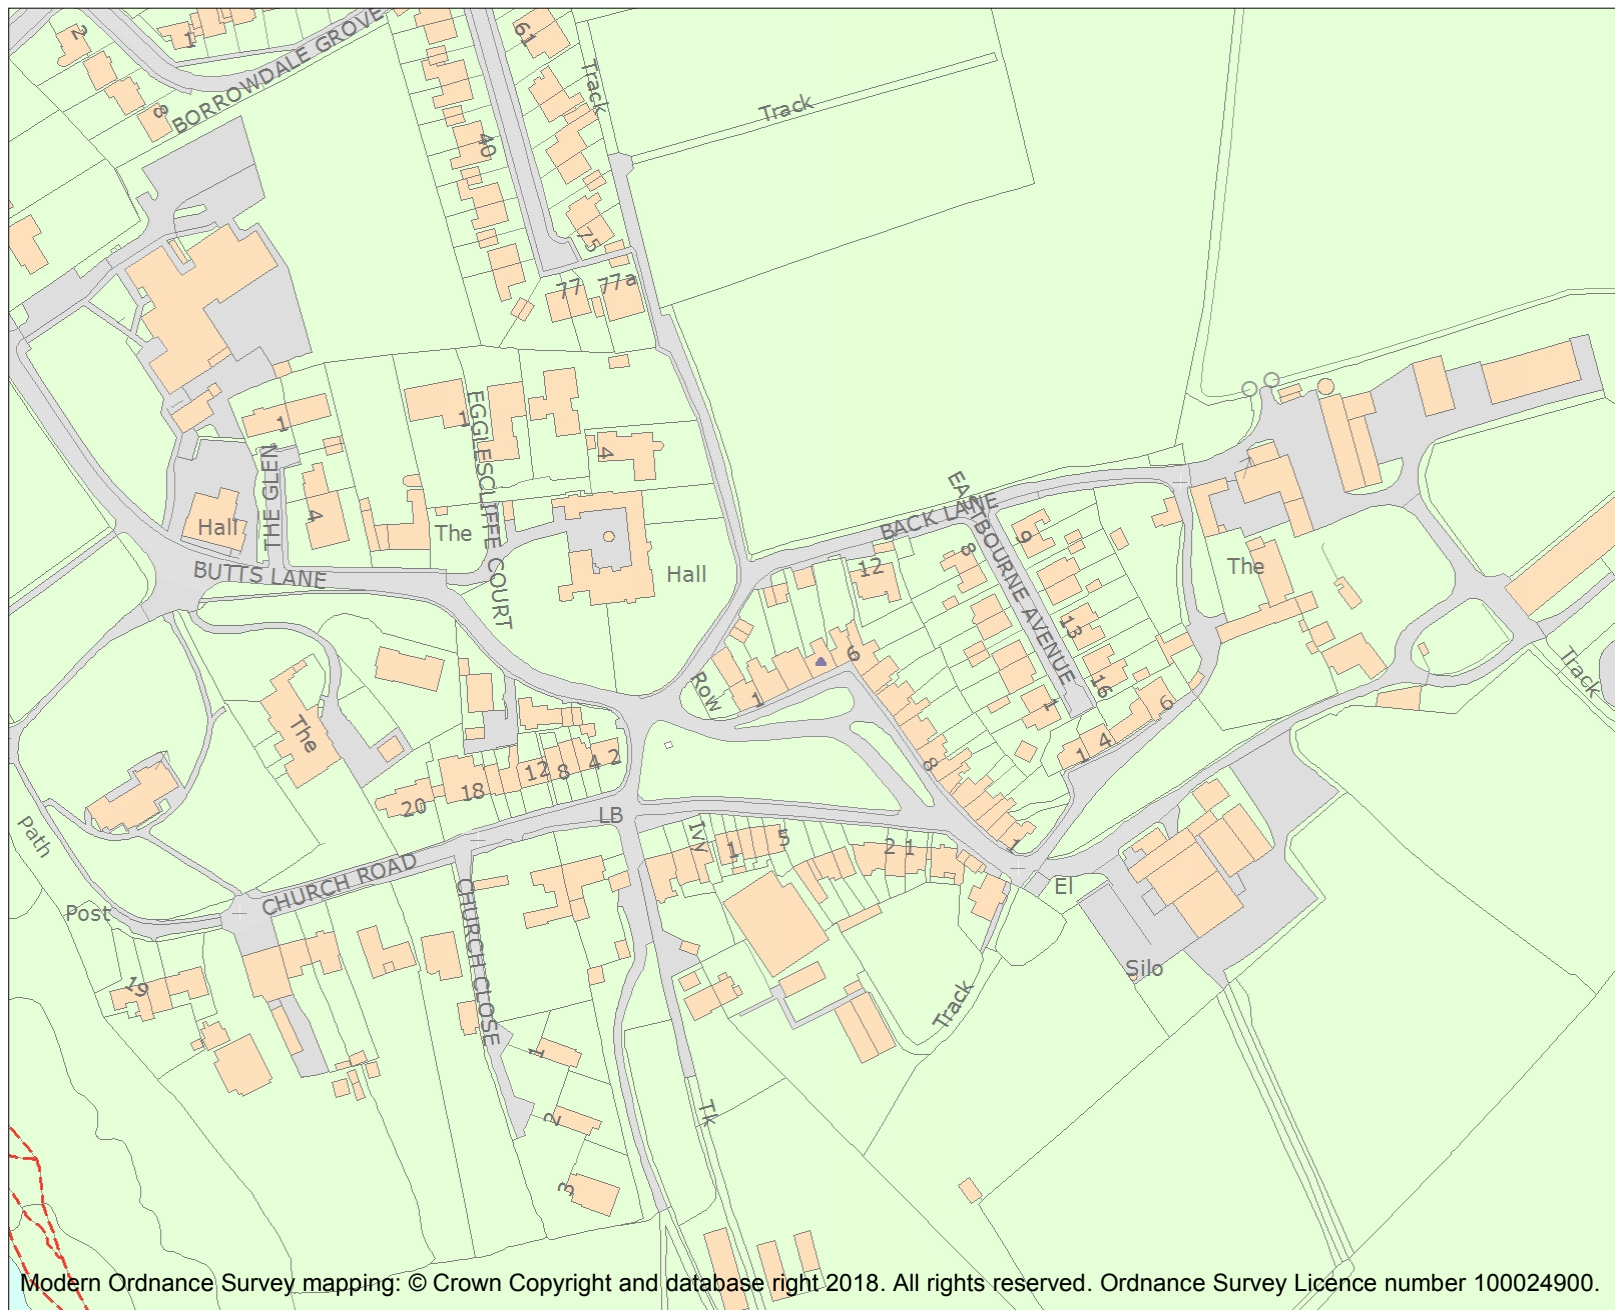 2
1
BORROWDALE GROVE
8
61
Track
Track
40
75
77
77a
1
THE GLEN
4
Hall
1
EGGLESCLIFFE COURT
4
The
Hall
BUTTS LANE
BACK LANE
EASTBOURNE AVENUE
12
8
9
13
16
1
The
Track
6
1
Row
6
8
1
4
The
20
18
12
8
4
2
LB
Ivy
1
5
2
1
1
El
Silo
Path
Post
CHURCH ROAD
CHURCH CLOSE
19
Track
1
2
3
Tk
Modern Ordnance Survey mapping: © Crown Copyright and database right 2018. All rights reserved. Ordnance Survey Licence number 100024900.